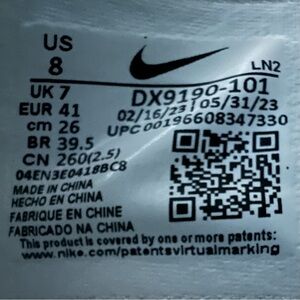 US
8
LN2
UK 7
EUR 41
cm 26
BR 39.5
CN 260(2.5)
DX9190-101
02/16/23 | 05/31/23
UPC 00196608347330
04EN3E0418BC8
MADE IN CHINA
HECHO EN CHINA
FABRIQUE EN CHINE
FABRICADO NA CHINA
This product is covered by one or more patents:
www.nike.com/patentsvirtualmarking